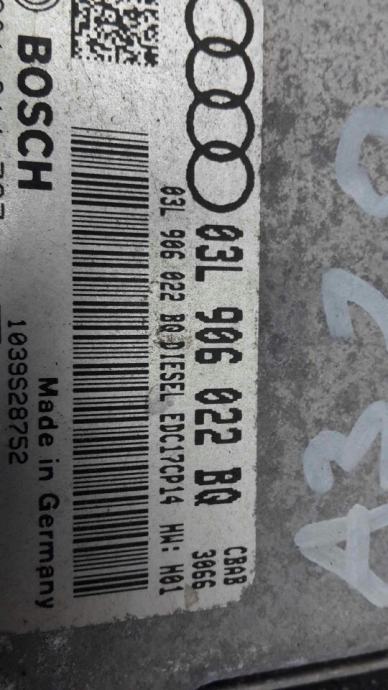 03L 906 022 BQ
CBAB
3066
03L 906 022 BQ DIESEL EDC17CP14 HW: H01
BOSCH
Made in Germany
1039S28752